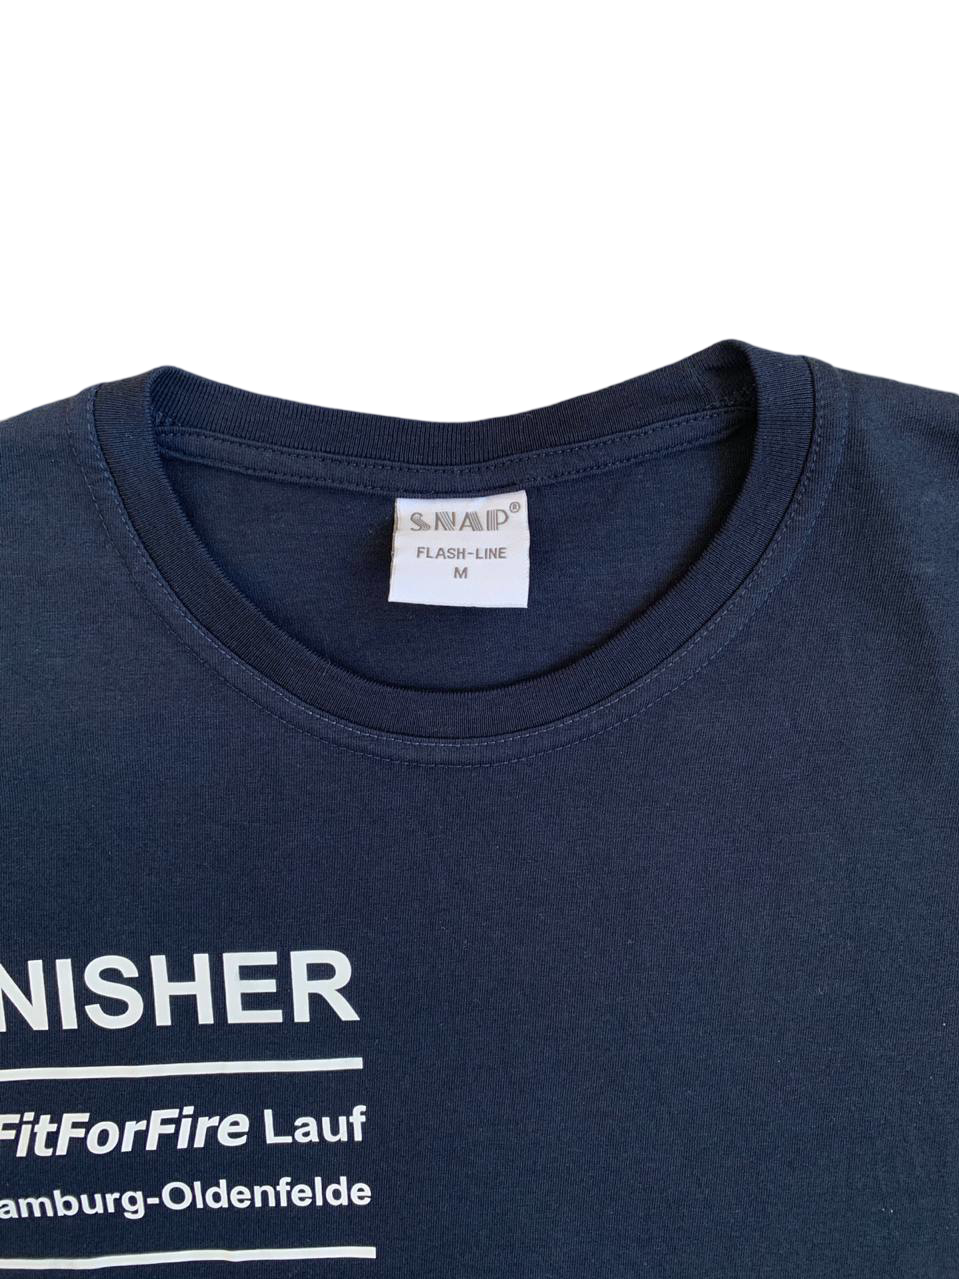 SNAP®
FLASH-LINE
M
NISHER
FitForFire Lauf
amburg-Oldenfelde